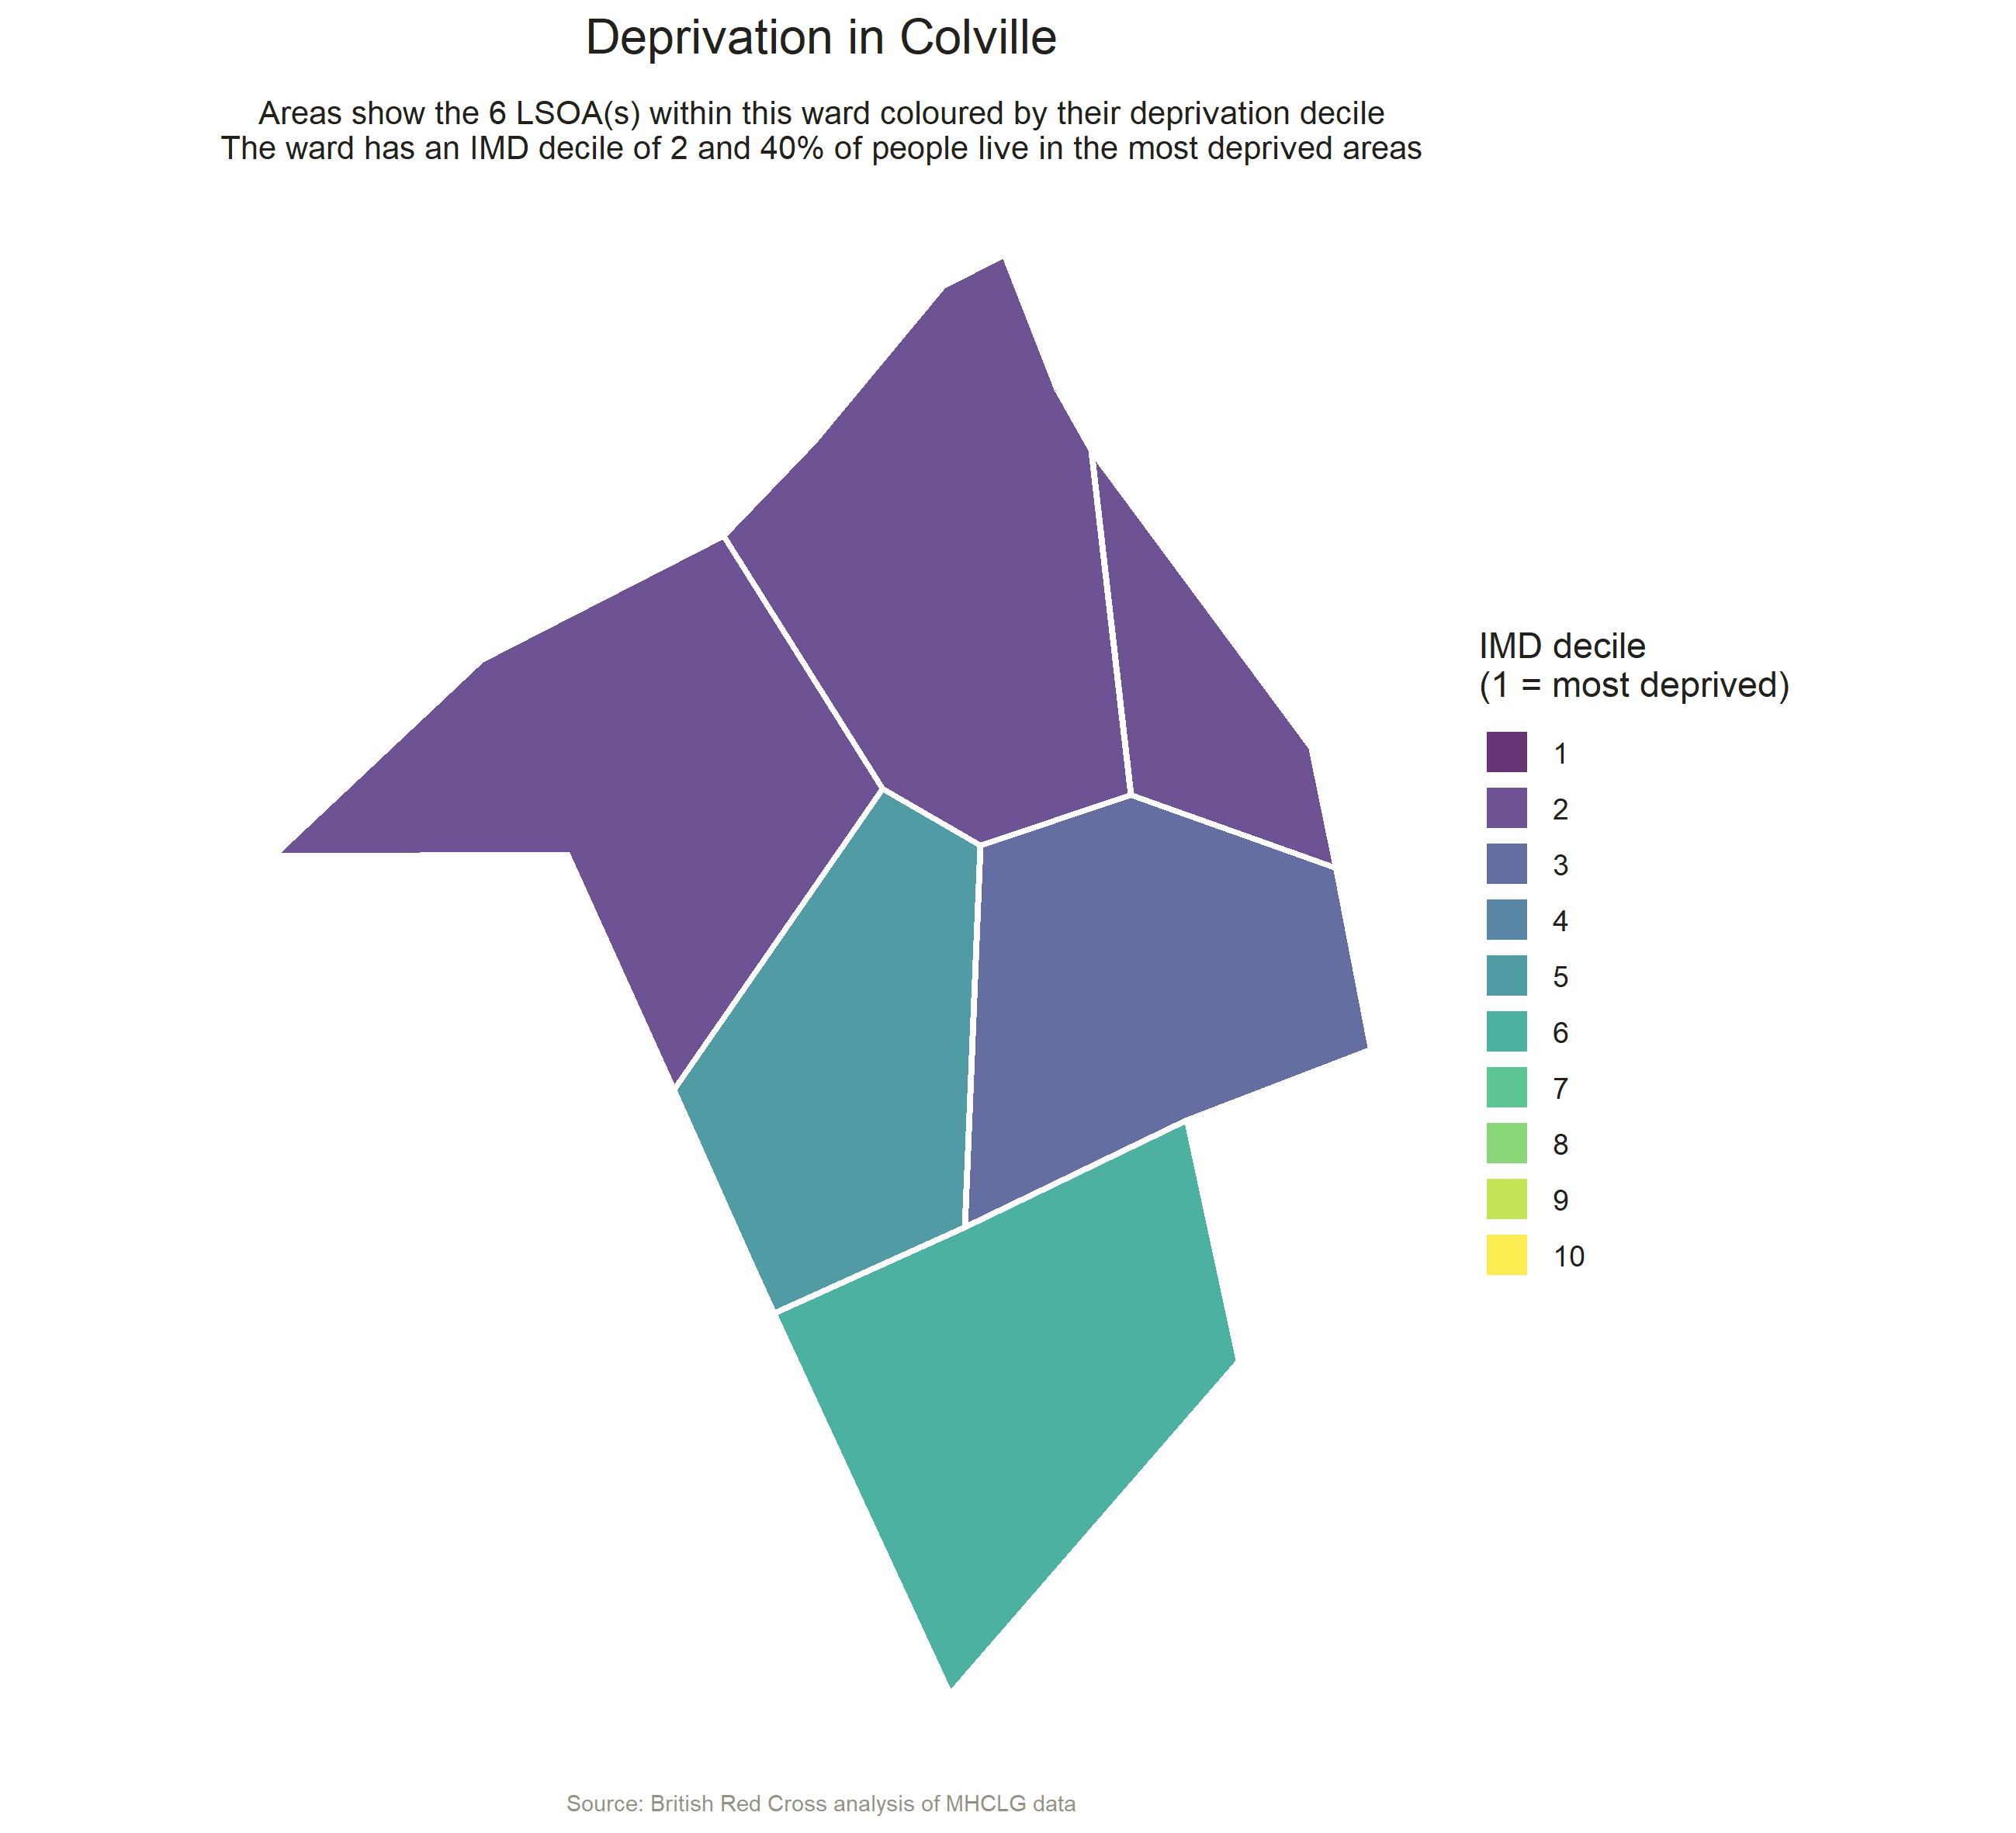 Deprivation in Colville
Areas show the 6 LSOA(s) within this ward coloured by their deprivation decile
The ward has an IMD decile of 2 and 40% of people live in the most deprived areas
IMD decile
(1 = most deprived)
1
2
3
4
5
6
7
8
9
10
Source: British Red Cross analysis of MHCLG data